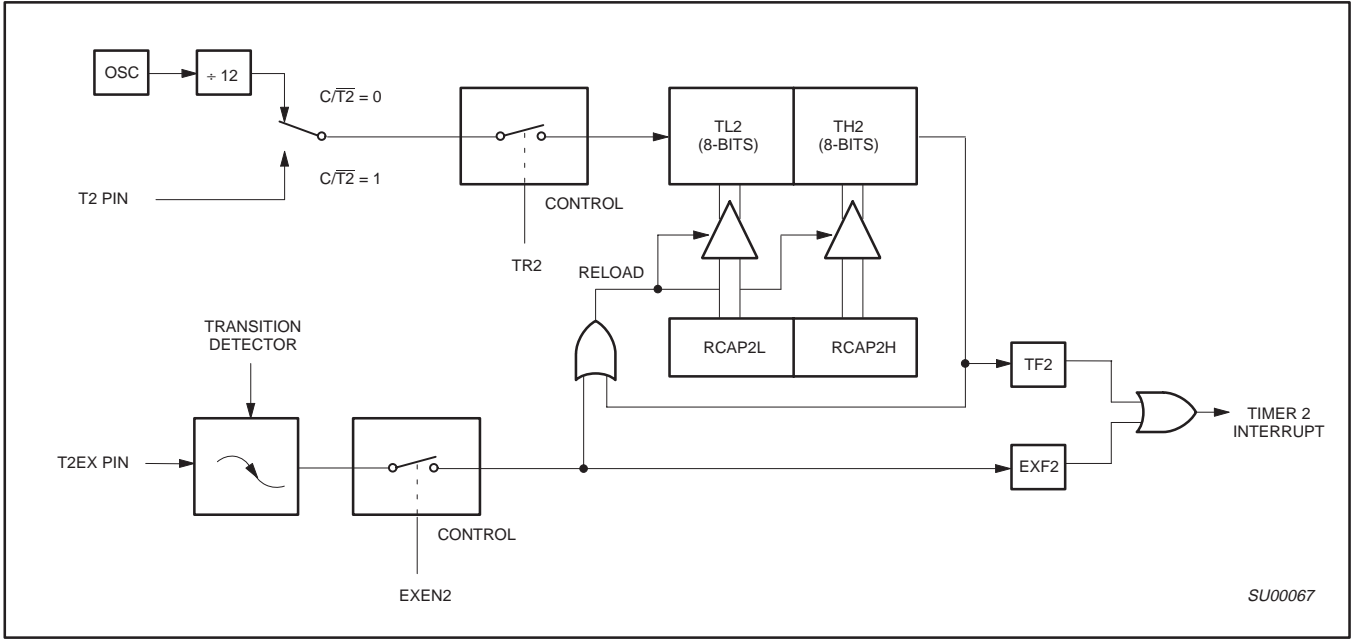 OSC
÷ 12
C/T2̅ = 0
TL2
(8-BITS)
TH2
(8-BITS)
C/T2̅ = 1
T2 PIN
CONTROL
TR2
RELOAD
TRANSITION
DETECTOR
RCAP2L
RCAP2H
TF2
TIMER 2
INTERRUPT
T2EX PIN
EXF2
CONTROL
EXEN2
SU00067